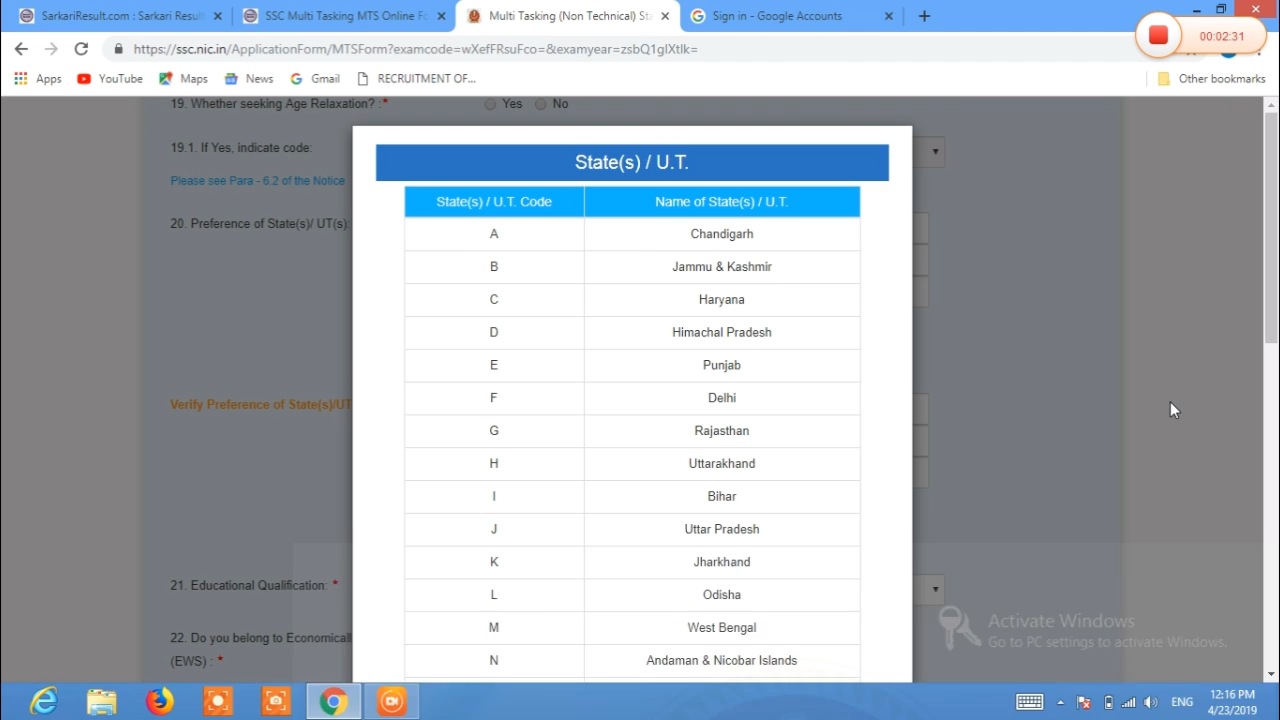 SarkariResult.com : Sarkari Result
SSC Multi Tasking MTS Online Fo
Multi Tasking (Non Technical) Sta
Sign in - Google Accounts
https://ssc.nic.in/ApplicationForm/MTSForm?examcode=wXefFRsuFco=&examyear=zsbQ1glXtIk=
00:02:31
Apps YouTube Maps News Gmail RECRUITMENT OF... Other bookmarks
19. Whether seeking Age Relaxation? :* Yes No
19.1. If Yes, indicate code:
Please see Para - 6.2 of the Notice
20. Preference of State(s)/ UT(s):
Verify Preference of State(s)/UT
21. Educational Qualification: *
22. Do you belong to Economicall
(EWS) : *
State(s) / U.T.
State(s) / U.T. Code Name of State(s) / U.T.
A Chandigarh
B Jammu & Kashmir
C Haryana
D Himachal Pradesh
E Punjab
F Delhi
G Rajasthan
H Uttarakhand
I Bihar
J Uttar Pradesh
K Jharkhand
L Odisha
M West Bengal
N Andaman & Nicobar Islands
Activate Windows
Go to PC settings to activate Windows.
ENG
12:16 PM
4/23/2019